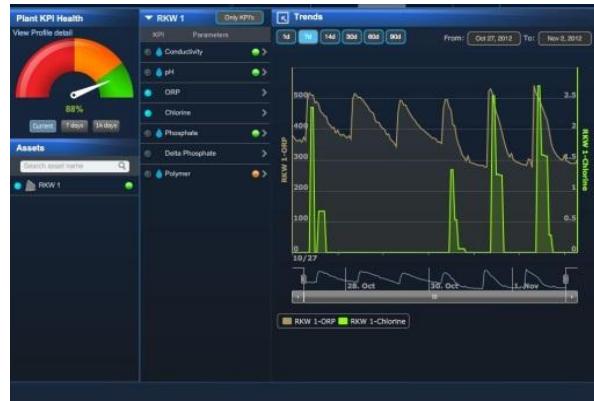 Plant KPI Health
View Profile detail
88%
Current 7 days 14 days
Assets
Search asset name
RKW 1
RKW 1 Only KPI's
KPI Parameters
Conductivity
pH
ORP
Chlorine
Phosphate
Delta Phosphate
Polymer
Trends
1d 7d 14d 30d 60d 90d
From: Oct 27, 2012 To: Nov 2, 2012
500
400
300
200
100
0
RKW 1-ORP
2.5
2
1.5
1
0.5
0
RKW 1-Chlorine
10/27
28. Oct 30. Oct 1. Nov
RKW 1-ORP RKW 1-Chlorine